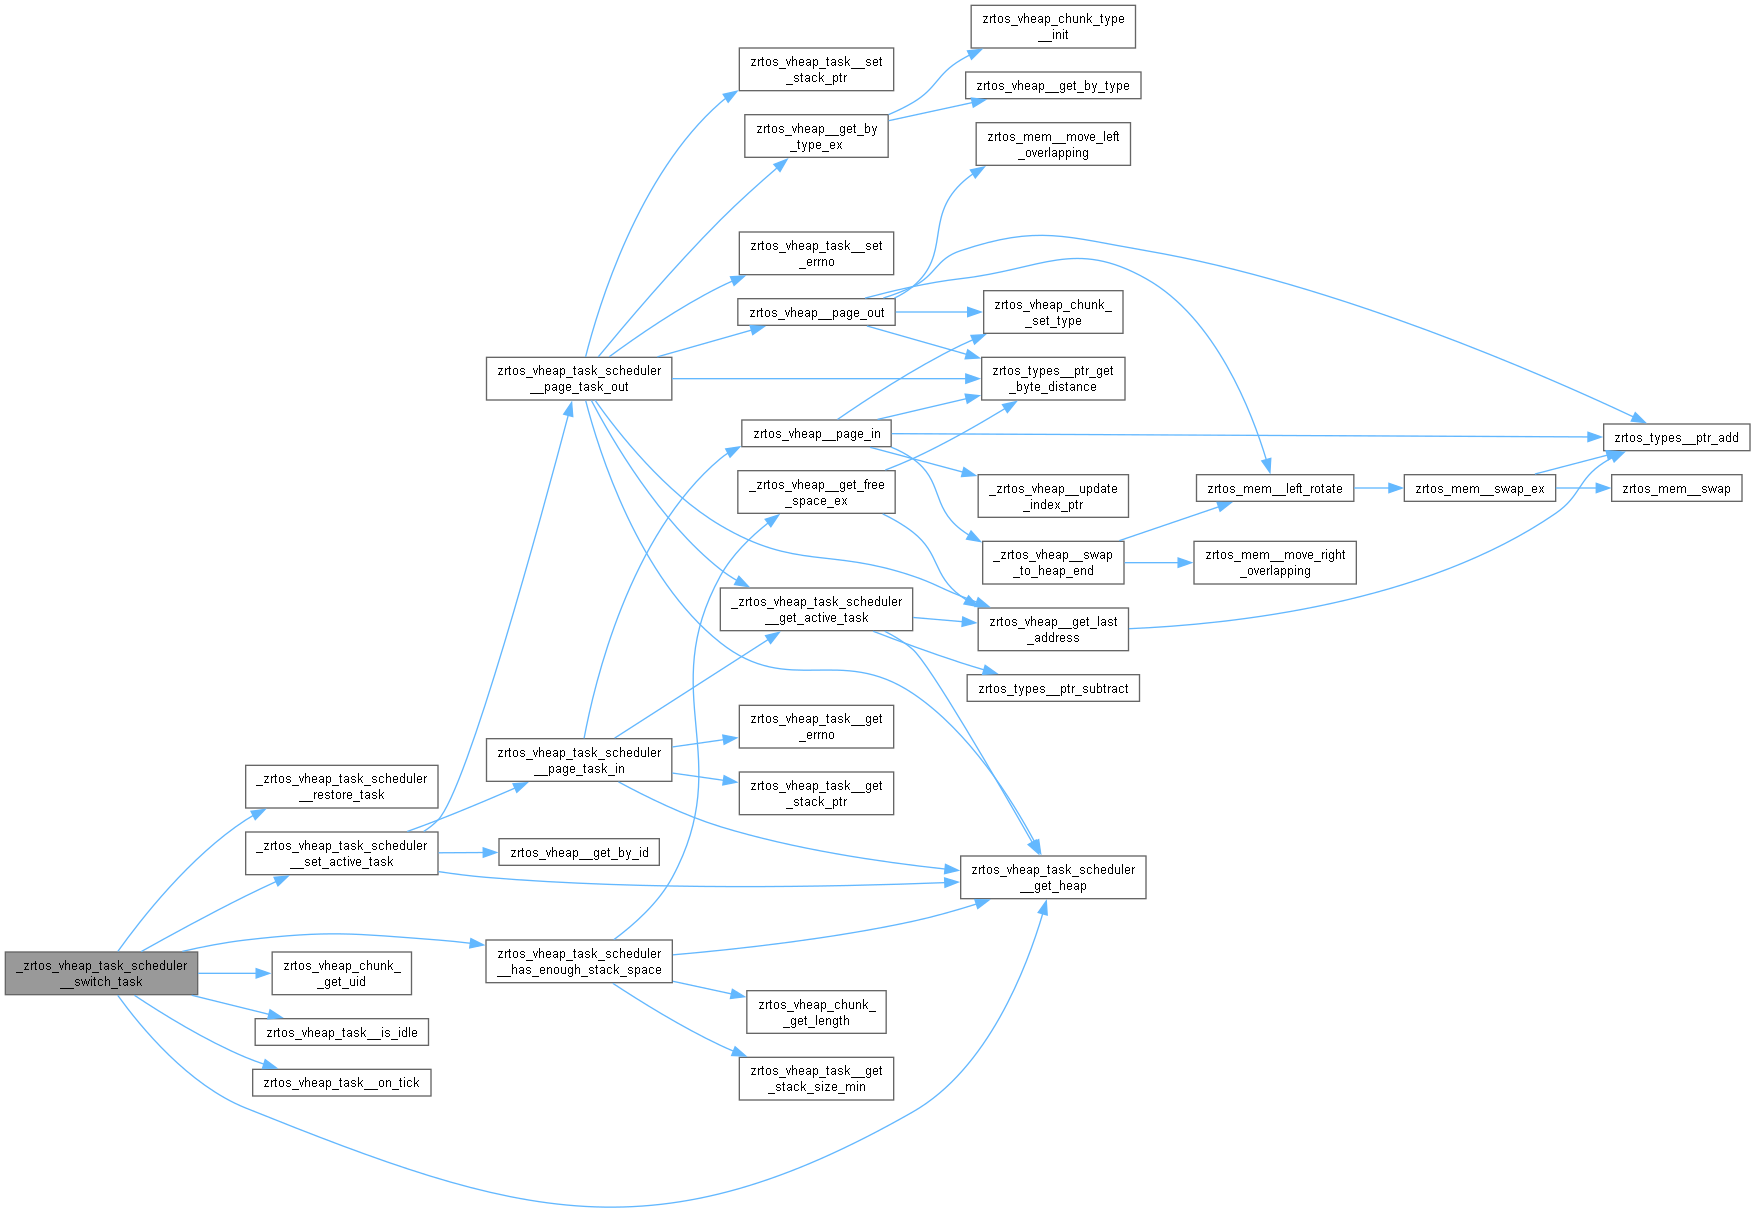 zrtos_vheap_chunk_type
__init
zrtos_vheap_task__set
_stack_ptr
zrtos_vheap__get_by_type
zrtos_vheap__get_by
_type_ex
zrtos_mem__move_left
_overlapping
zrtos_vheap_task__set
_errno
zrtos_vheap__page_out
zrtos_vheap_chunk_
_set_type
zrtos_vheap_task_scheduler
__page_task_out
zrtos_types__ptr_get
_byte_distance
zrtos_vheap__page_in
zrtos_types__ptr_add
_zrtos_vheap__get_free
_space_ex
_zrtos_vheap__update
_index_ptr
zrtos_mem__left_rotate
zrtos_mem__swap_ex
zrtos_mem__swap
_zrtos_vheap__swap
_to_heap_end
zrtos_mem__move_right
_overlapping
_zrtos_vheap_task_scheduler
__get_active_task
zrtos_vheap__get_last
_address
zrtos_types__ptr_subtract
zrtos_vheap_task__get
_errno
zrtos_vheap_task_scheduler
__page_task_in
zrtos_vheap_task__get
_stack_ptr
_zrtos_vheap_task_scheduler
__restore_task
_zrtos_vheap_task_scheduler
__set_active_task
zrtos_vheap__get_by_id
zrtos_vheap_task_scheduler
__get_heap
zrtos_vheap_task_scheduler
__has_enough_stack_space
_zrtos_vheap_task_scheduler
__switch_task
zrtos_vheap_chunk_
_get_uid
zrtos_vheap_chunk_
_get_length
zrtos_vheap_task__is_idle
zrtos_vheap_task__get
_stack_size_min
zrtos_vheap_task__on_tick